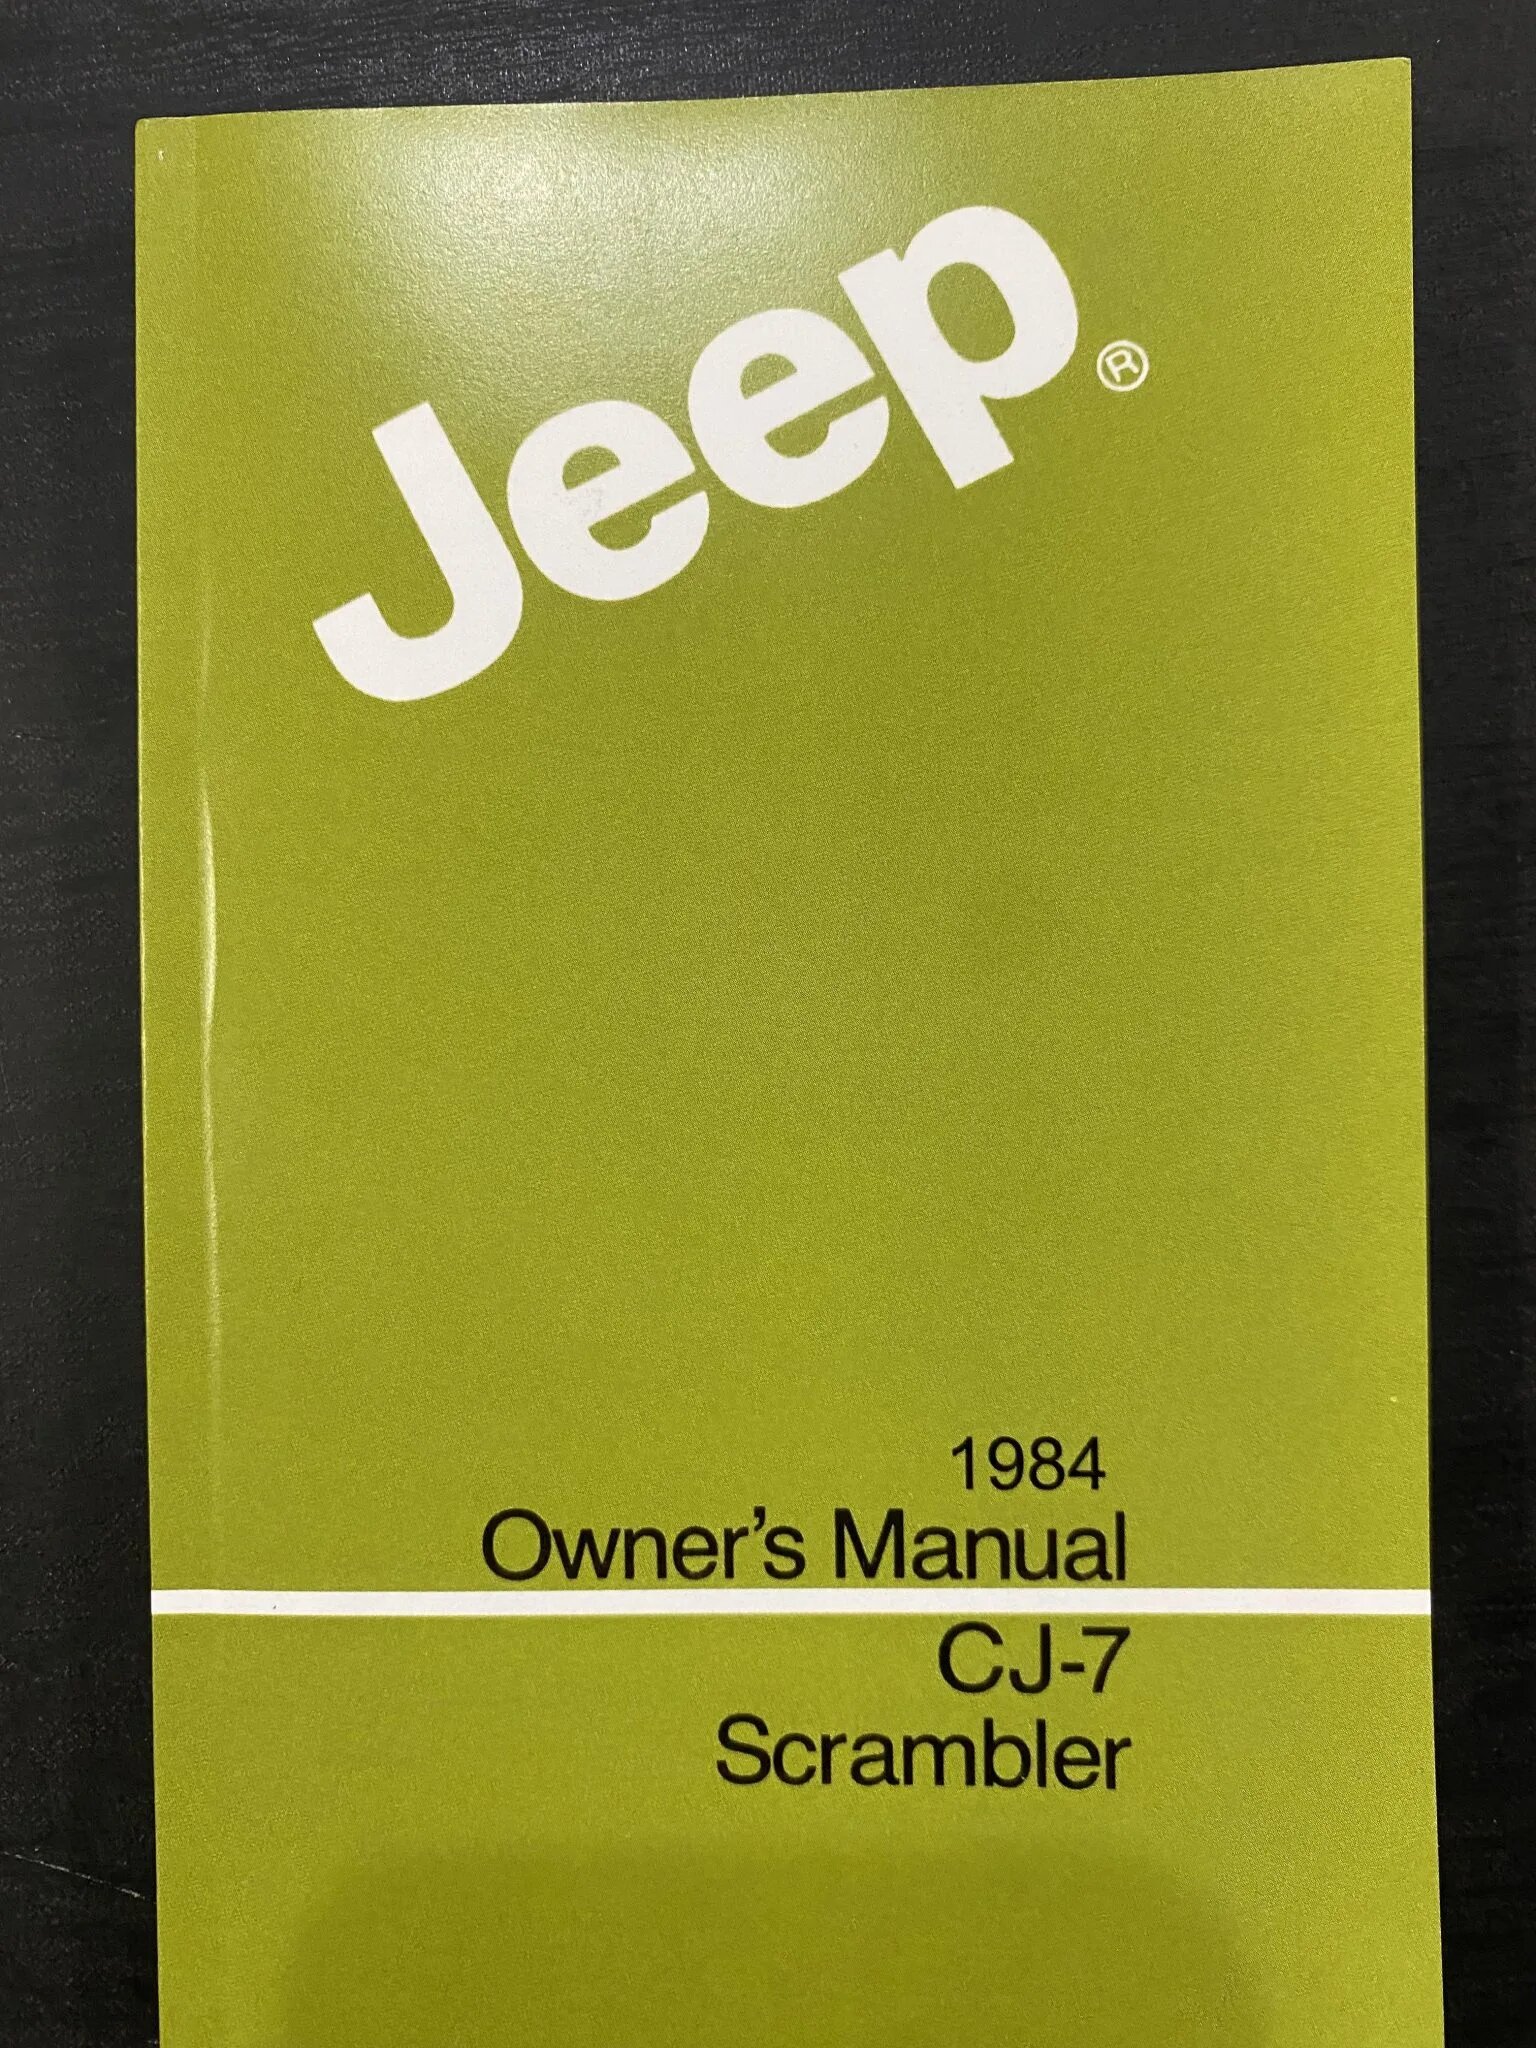 Jeep®
1984
Owner's Manual
CJ-7
Scrambler